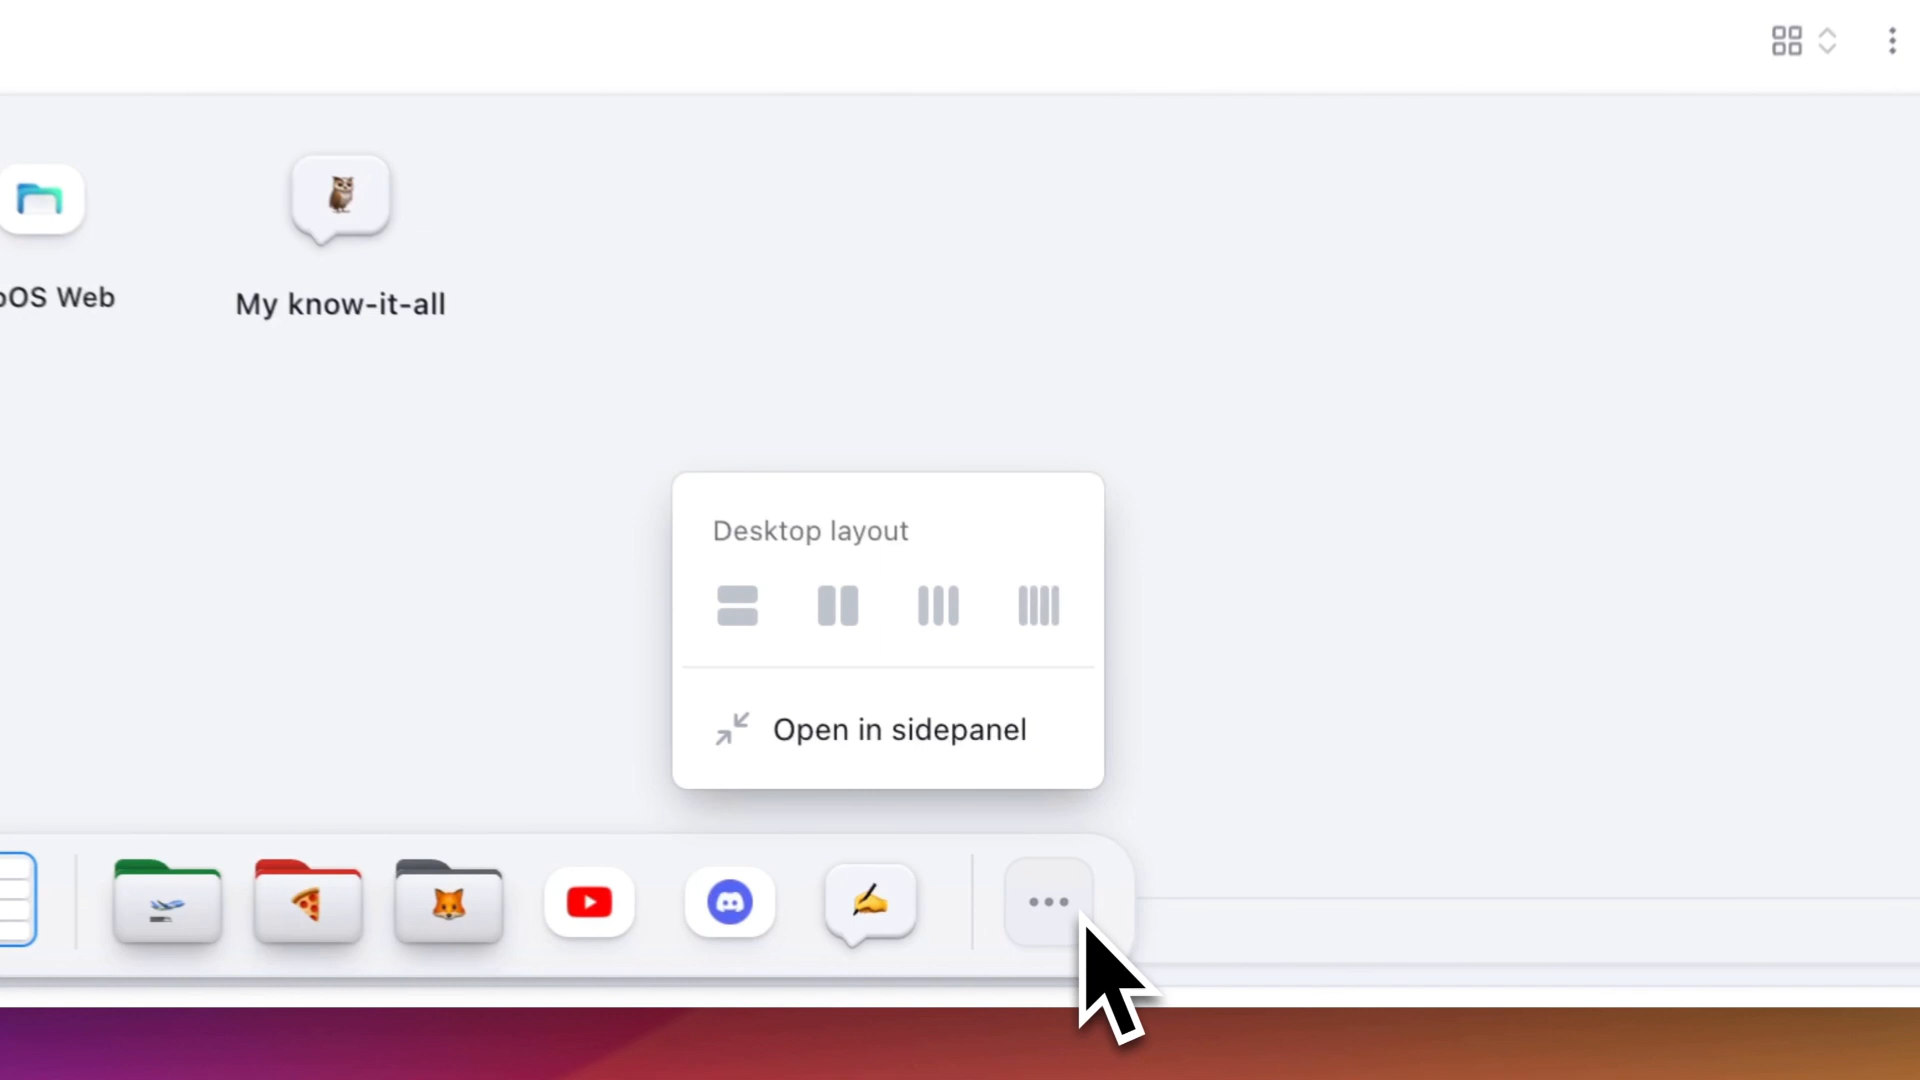 OS Web
My know-it-all
Desktop layout
Open in sidepanel